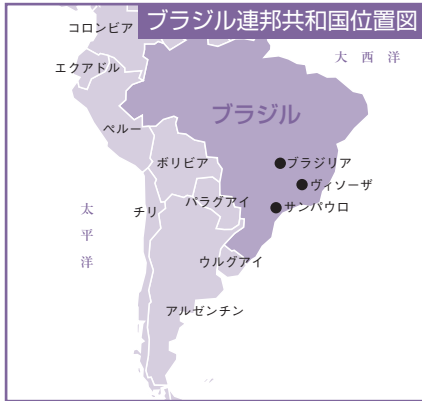 ブラジル連邦共和国位置図
コロンビア
大西洋
エクアドル
ブラジル
ペルー
ボリビア
ブラジリア
ヴィソーザ
パラグアイ
サンパウロ
チリ
太平洋
ウルグアイ
アルゼンチン